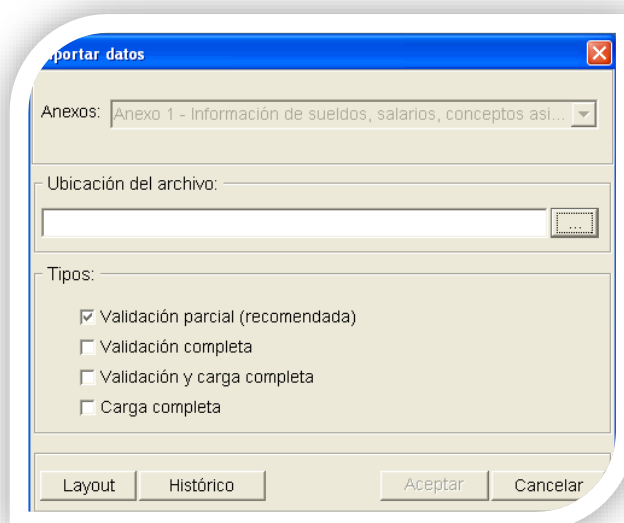 portar datos
Anexos: Anexo 1 - Información de sueldos, salarios, conceptos asi...
Ubicación del archivo:
...
Tipos:
Validación parcial (recomendada)
Validación completa
Validación y carga completa
Carga completa
Layout Histórico Aceptar Cancelar